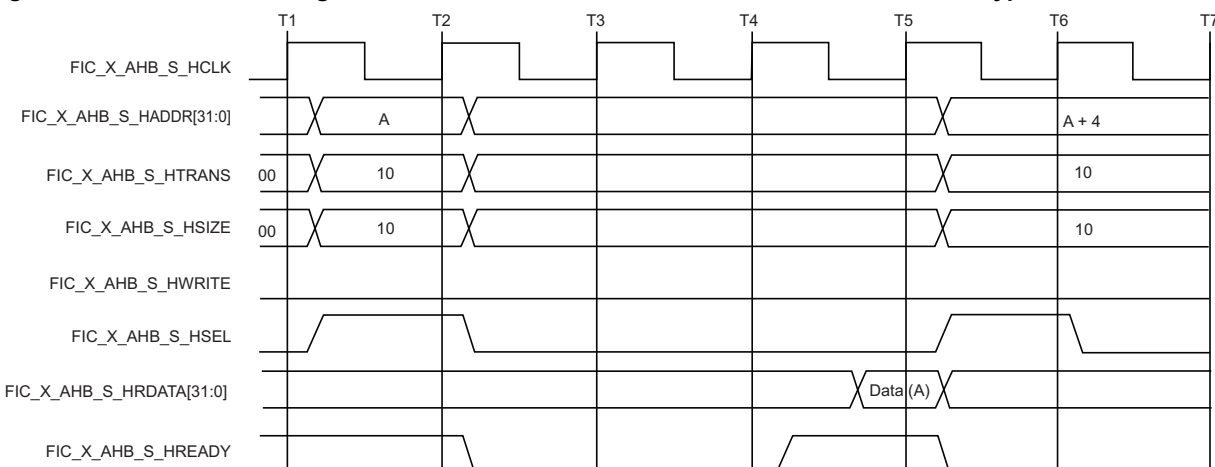 T1 T2 T3 T4 T5 T6 T7
FIC_X_AHB_S_HCLK
FIC_X_AHB_S_HADDR[31:0] A A + 4
FIC_X_AHB_S_HTRANS 00 10 10
FIC_X_AHB_S_HSIZE 00 10 10
FIC_X_AHB_S_HWRITE
FIC_X_AHB_S_HSEL
FIC_X_AHB_S_HRDATA[31:0] Data (A)
FIC_X_AHB_S_HREADY